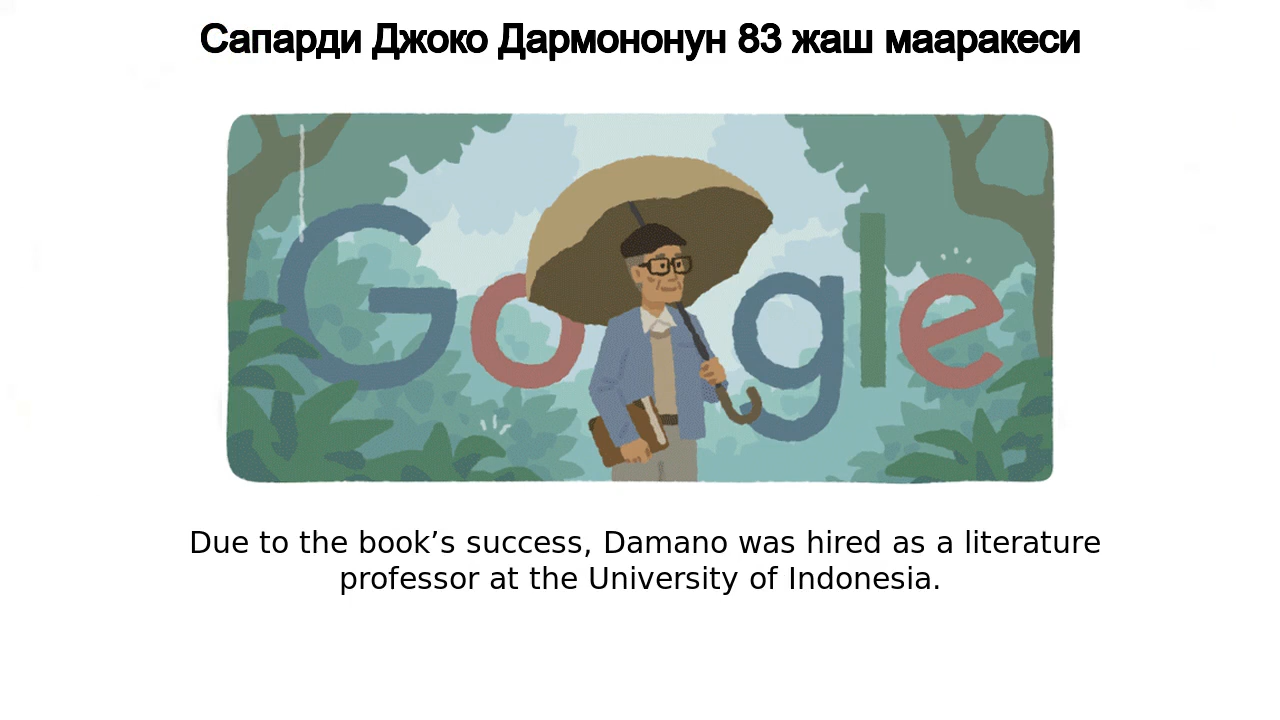 Сапарди Джоко Дармононун 83 жаш мааракеси
Google
Due to the book’s success, Damano was hired as a literature
professor at the University of Indonesia.